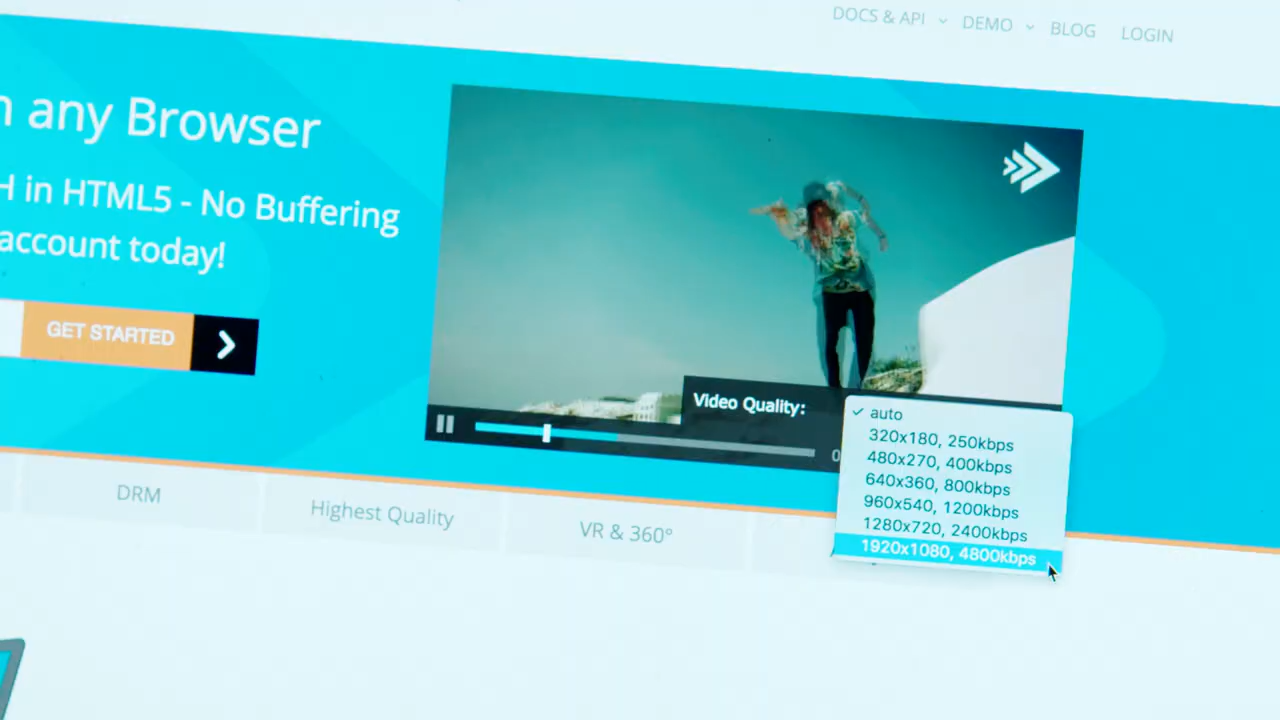 DOCS & API
DEMO
BLOG
LOGIN
any Browser
in HTML5 - No Buffering
account today!
GET STARTED
Video Quality:
auto
320x180, 250kbps
480x270, 400kbps
640x360, 800kbps
960x540, 1200kbps
1280x720, 2400kbps
1920x1080, 4800kbps
DRM
Highest Quality
VR & 360°